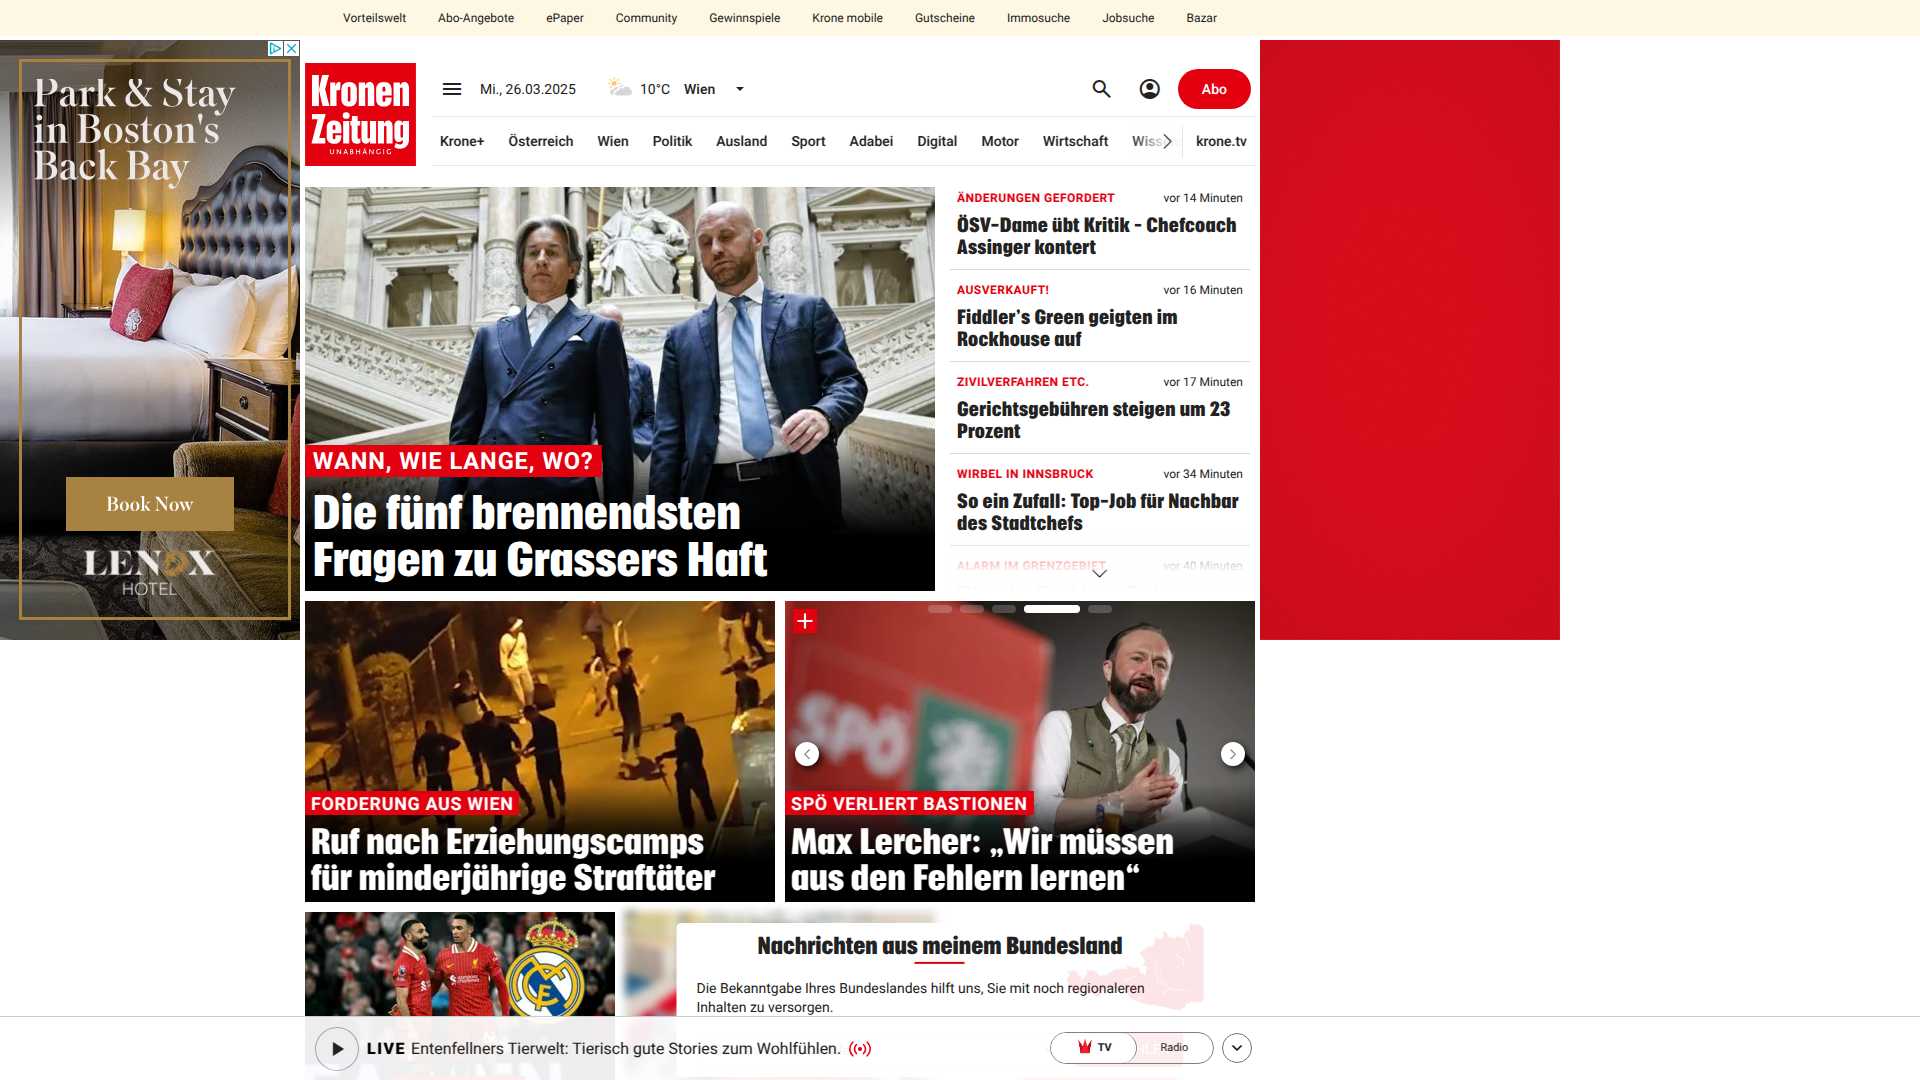 Vorteilswelt Abo-Angebote ePaper Community Gewinnspiele Krone mobile Gutscheine Immosuche Jobsuche Bazar
Park & Stay
in Boston's
Back Bay
Book Now
LENOX
HOTEL
Kronen
Zeitung
UNABHÄNGIG
Mi., 26.03.2025 10°C Wien
Abo
Krone+ Österreich Wien Politik Ausland Sport Adabei Digital Motor Wirtschaft Wiss krone.tv
WANN, WIE LANGE, WO?
Die fünf brennendsten
Fragen zu Grassers Haft
ÄNDERUNGEN GEFORDERT vor 14 Minuten
ÖSV-Dame übt Kritik - Chefcoach
Assinger kontert
AUSVERKAUFT! vor 16 Minuten
Fiddler's Green geigten im
Rockhouse auf
ZIVILVERFAHREN ETC. vor 17 Minuten
Gerichtsgebühren steigen um 23
Prozent
WIRBEL IN INNSBRUCK vor 34 Minuten
So ein Zufall: Top-Job für Nachbar
des Stadtchefs
ALARM IM GRENZGEBIET vor 40 Minuten
FORDERUNG AUS WIEN
Ruf nach Erziehungscamps
für minderjährige Straftäter
SPÖ
SPÖ VERLIERT BASTIONEN
Max Lercher: „Wir müssen
aus den Fehlern lernen“
Nachrichten aus meinem Bundesland
Die Bekanntgabe Ihres Bundeslandes hilft uns, Sie mit noch regionaleren
Inhalten zu versorgen.
LIVE Entenfellners Tierwelt: Tierisch gute Stories zum Wohlfühlen.
TV Radio